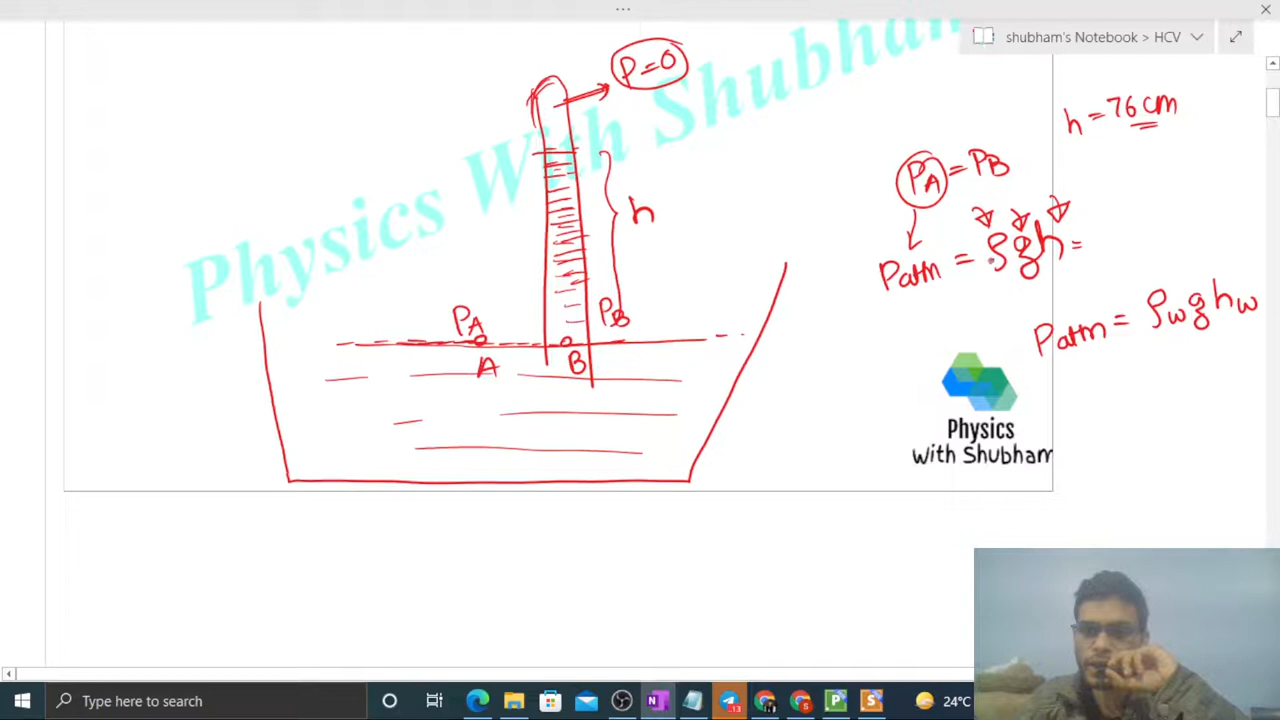 shubham's Notebook > HCV
Physics With Shubham
P=0
h = 76 cm
PA = PB
h
Patm = ρgh =
PA
PB
Patm = ρwghw
A
B
Physics
with Shubham
Type here to search
13
24°C